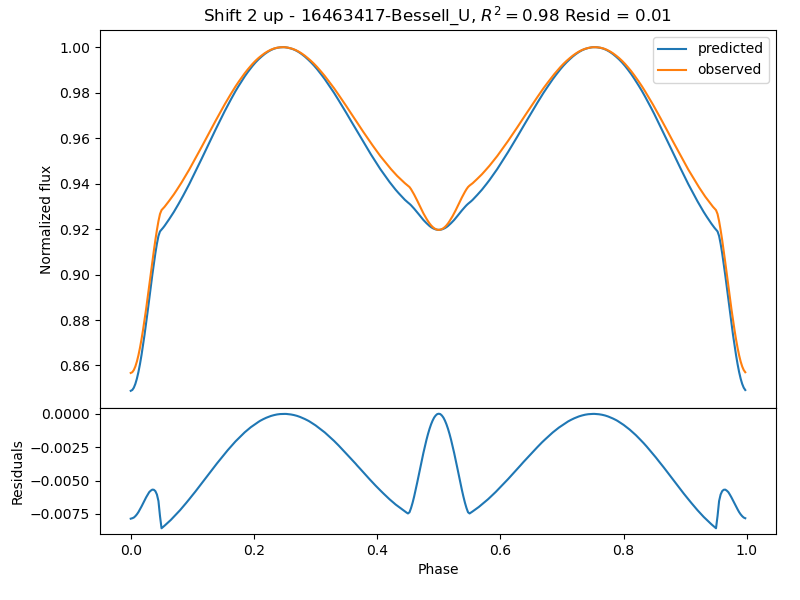 Shift 2 up - 16463417-Bessell_U, $R^2 = 0.98$ Resid = 0.01
predicted
observed
1.00
0.98
0.96
0.94
0.92
0.90
0.88
0.86
Normalized flux
0.0000
−0.0025
−0.0050
−0.0075
Residuals
0.0 0.2 0.4 0.6 0.8 1.0
Phase